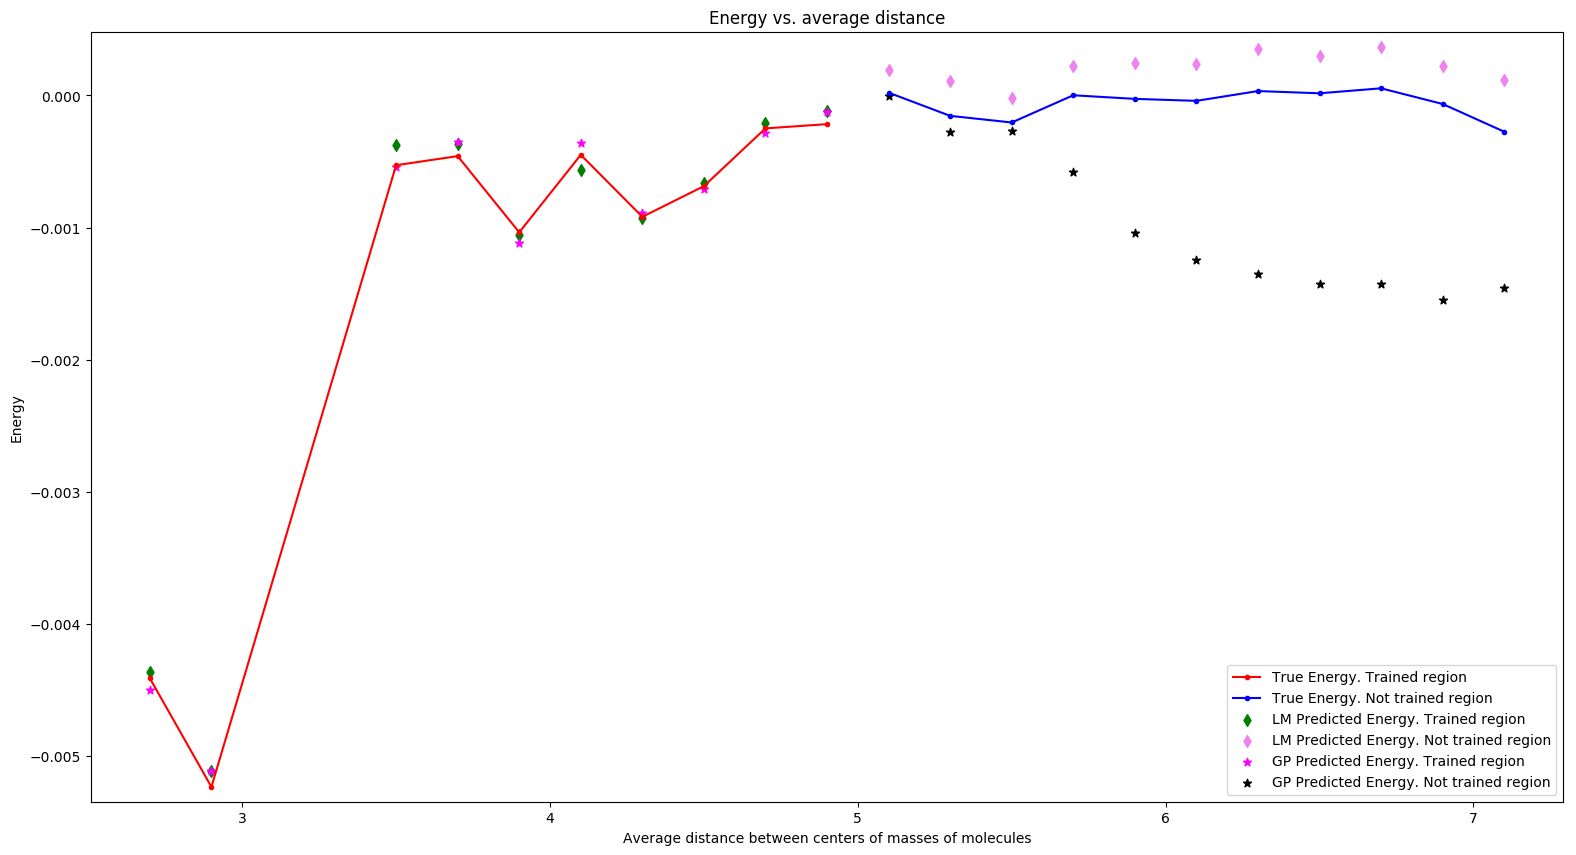 Energy vs. average distance
Energy
0.000
−0.001
−0.002
−0.003
−0.004
−0.005
3
4
5
6
7
Average distance between centers of masses of molecules
True Energy. Trained region
True Energy. Not trained region
LM Predicted Energy. Trained region
LM Predicted Energy. Not trained region
GP Predicted Energy. Trained region
GP Predicted Energy. Not trained region